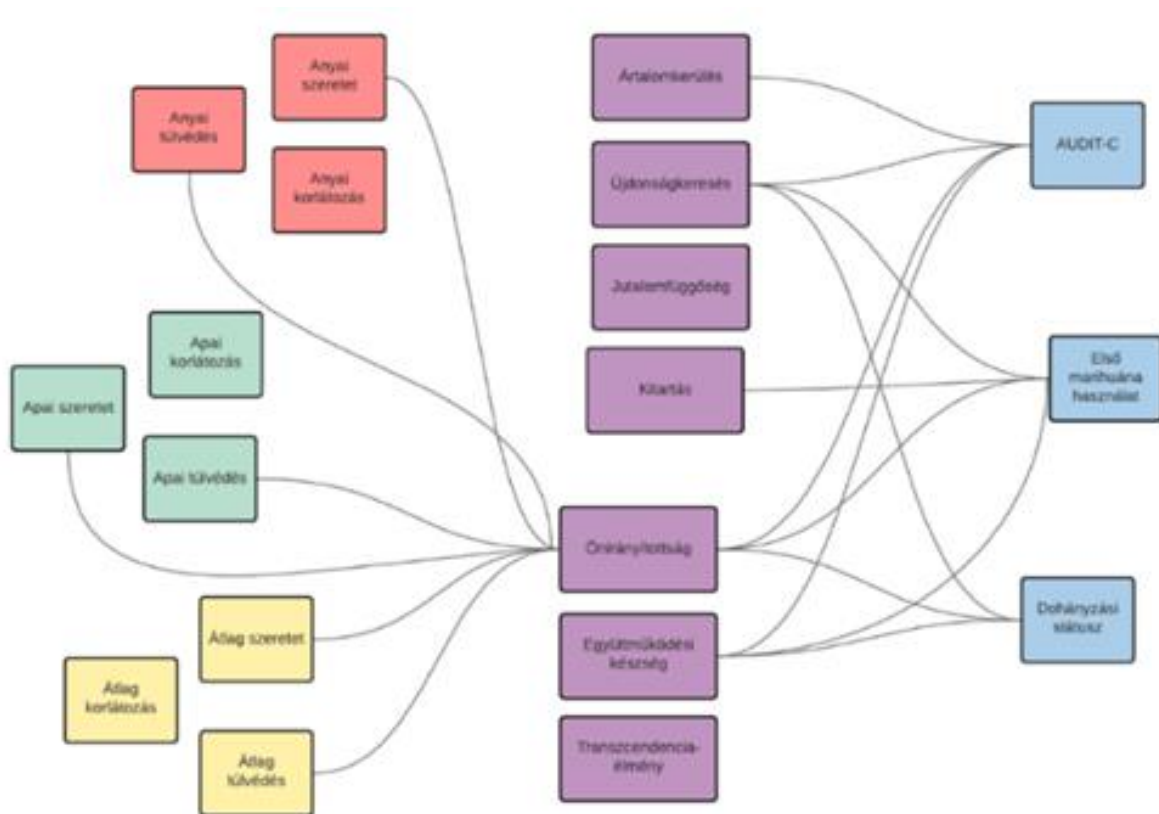 Anyai
szeretet
Anyai
túlvédés
Anyai
korlátozás
Apai
korlátozás
Apai szeretet
Apai túlvédés
Átlag szeretet
Átlag
korlátozás
Átlag
túlvédés
Ártalomkerülés
Újdonságkeresés
Jutalomfüggőség
Kitartás
Önirányítottság
Együttműködési
készség
Transzcendencia-
élmény
AUDIT-C
Első
marihuána
használat
Dohányzási
státusz